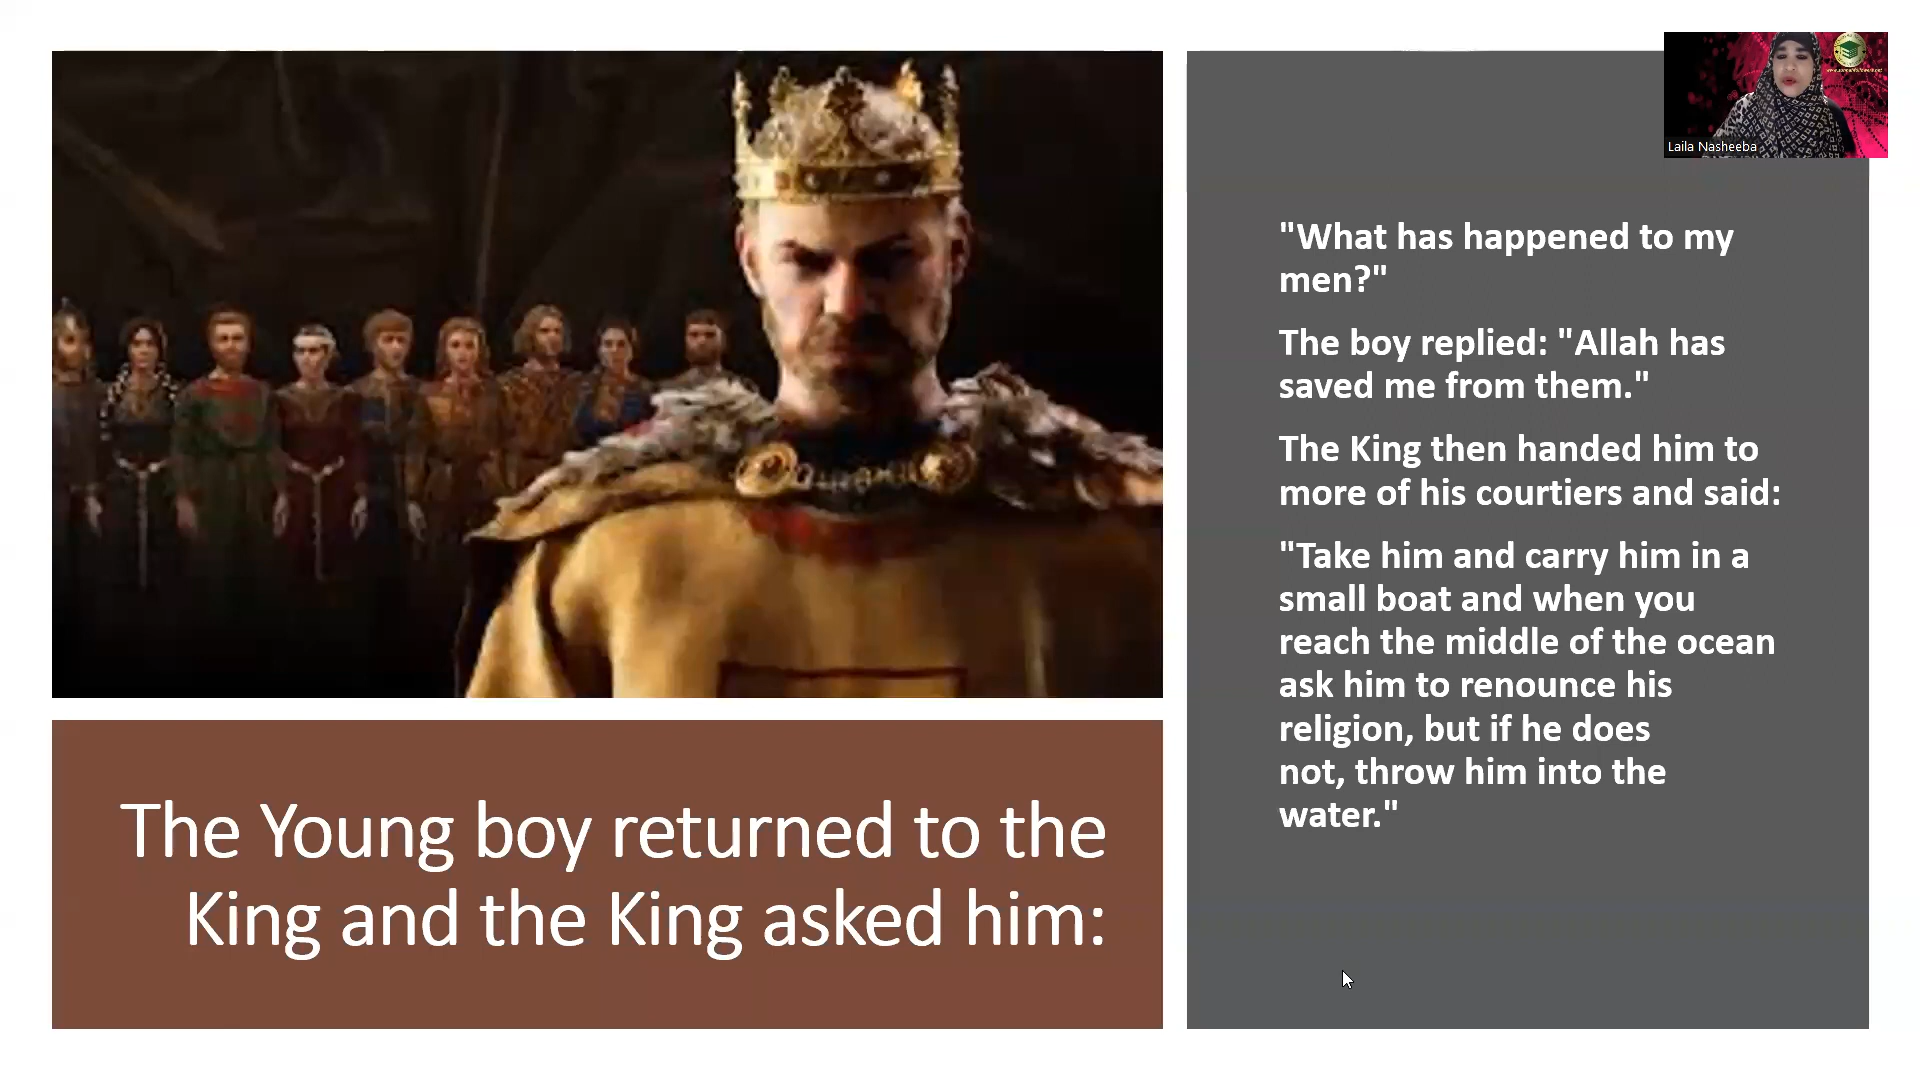 Laila Nasheeba
"What has happened to my
men?"
The boy replied: "Allah has
saved me from them."
The King then handed him to
more of his courtiers and said:
"Take him and carry him in a
small boat and when you
reach the middle of the ocean
ask him to renounce his
religion, but if he does
not, throw him into the
water."
The Young boy returned to the
King and the King asked him: